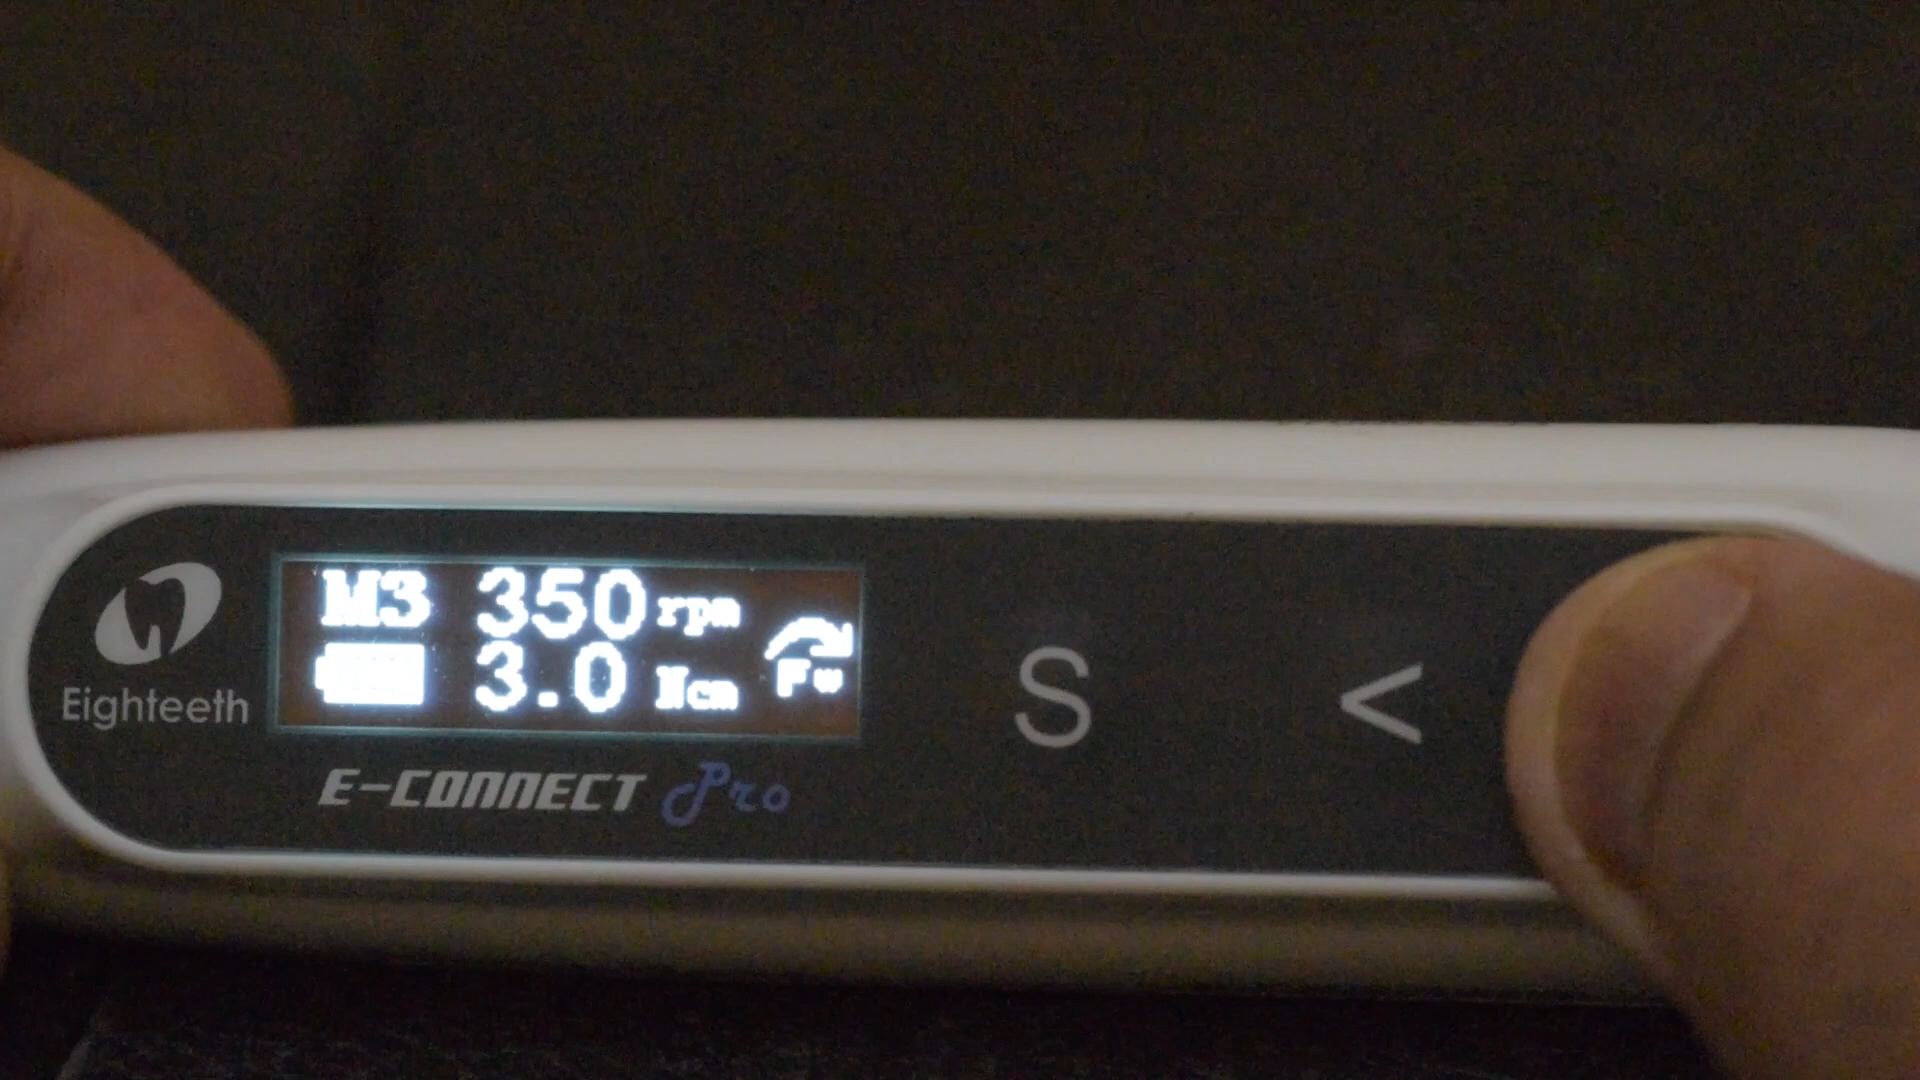 M3 350 rpm
3.0 Ncm
Fw
Eighteeth
E-CONNECT Pro
S
<